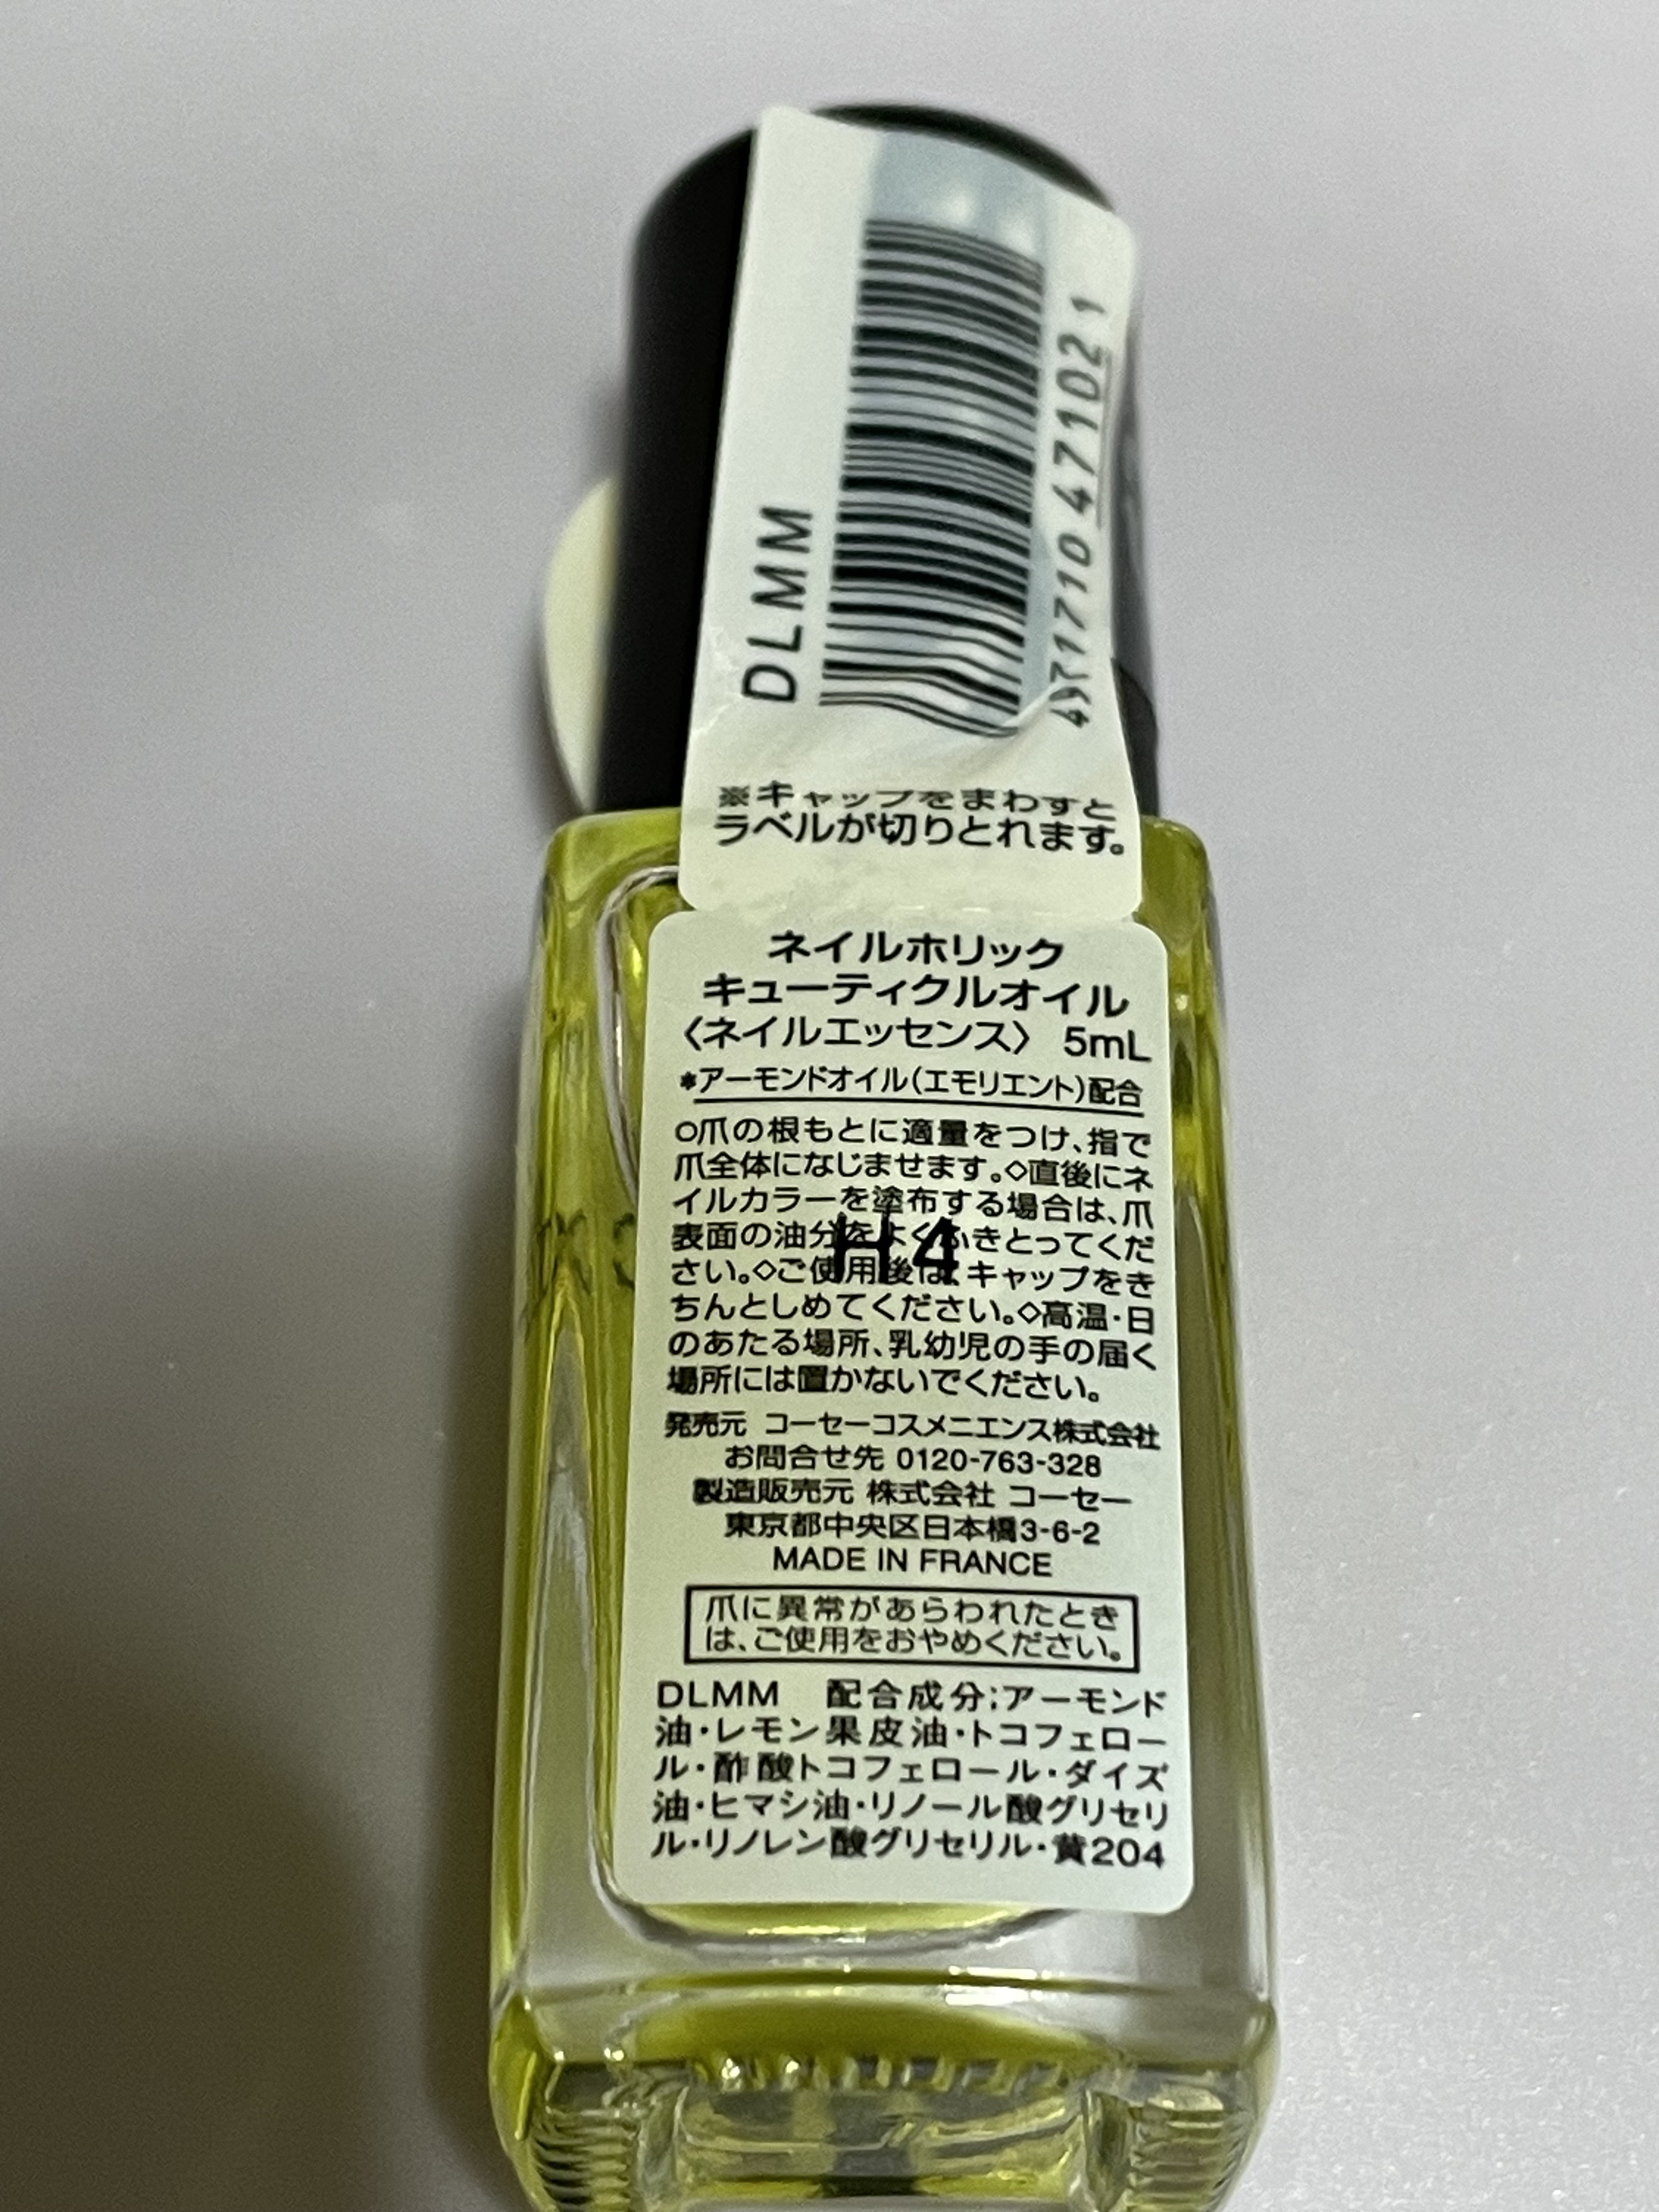 DLMM
4971710 471021
※キャップをまわすと
ラベルが切りとれます。
ネイルホリック
キューティクルオイル
〈ネイルエッセンス〉 5mL
*アーモンドオイル(エモリエント)配合
○爪の根もとに適量をつけ、指で
爪全体になじませます。◇直後にネ
イルカラーを塗布する場合は、爪
表面の油分をよくふきとってくだ
さい。◇ご使用後は、キャップをき
ちんとしめてください。◇高温・日
のあたる場所、乳幼児の手の届く
場所には置かないでください。
H4
発売元 コーセーコスメニエンス株式会社
お問合せ先 0120-763-328
製造販売元 株式会社 コーセー
東京都中央区日本橋3-6-2
MADE IN FRANCE
爪に異常があらわれたとき
は、ご使用をおやめください。
DLMM 配合成分;アーモンド
油・レモン果皮油・トコフェロー
ル・酢酸トコフェロール・ダイズ
油・ヒマシ油・リノール酸グリセリ
ル・リノレン酸グリセリル・黄204